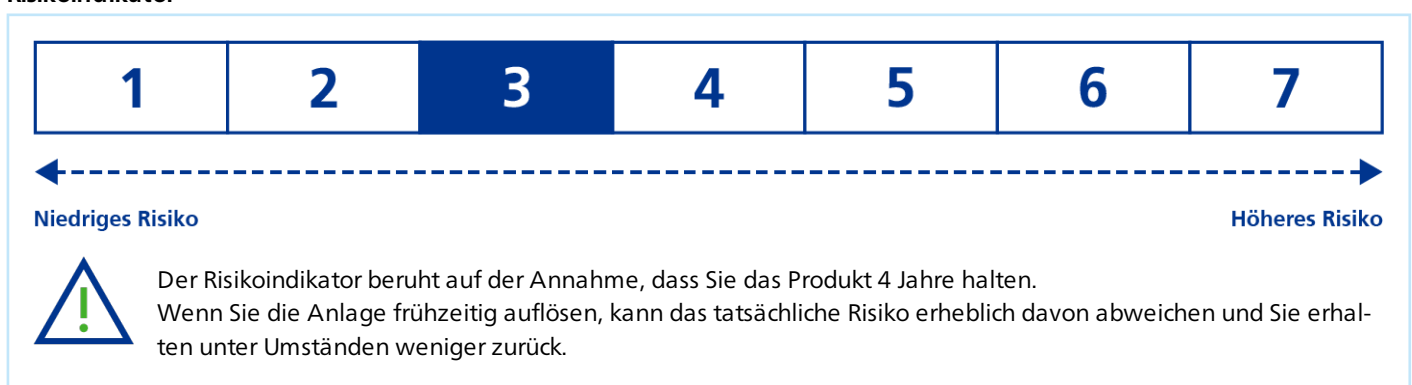 1 2 3 4 5 6 7
Niedriges Risiko Höheres Risiko
Der Risikoindikator beruht auf der Annahme, dass Sie das Produkt 4 Jahre halten.
Wenn Sie die Anlage frühzeitig auflösen, kann das tatsächliche Risiko erheblich davon abweichen und Sie erhal-
ten unter Umständen weniger zurück.